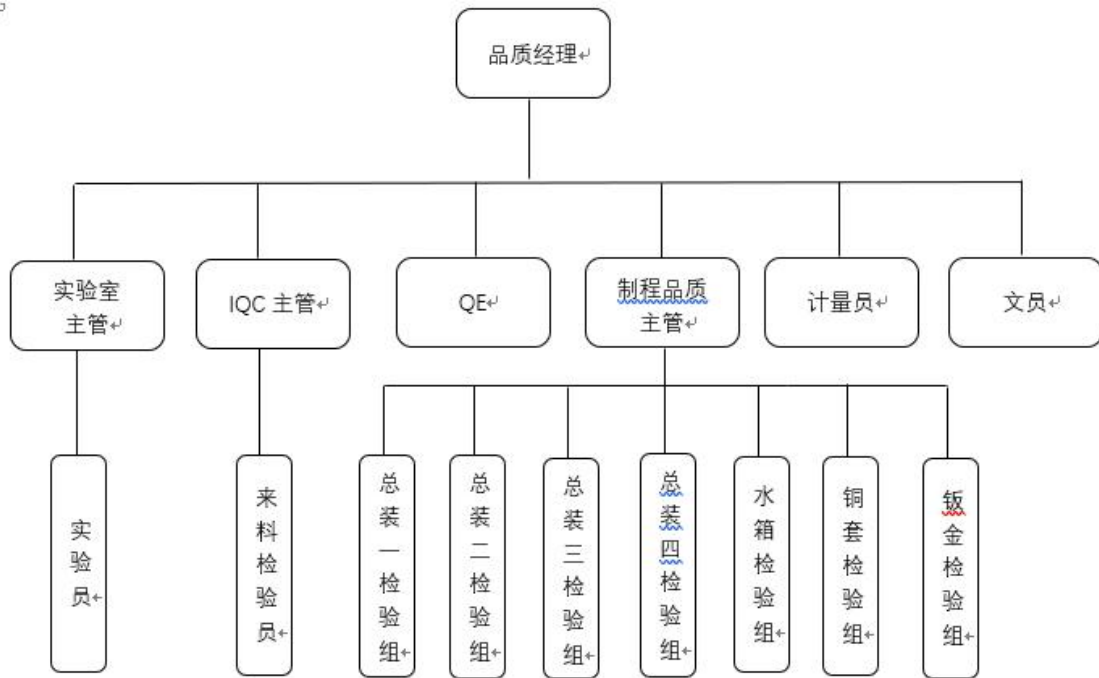 品质经理
实验室
主管
IQC 主管
QE
制程品质
主管
计量员
文员
实验员
来料检验员
总装一检验组
总装二检验组
总装三检验组
总装四检验组
水箱检验组
铜套检验组
钣金检验组